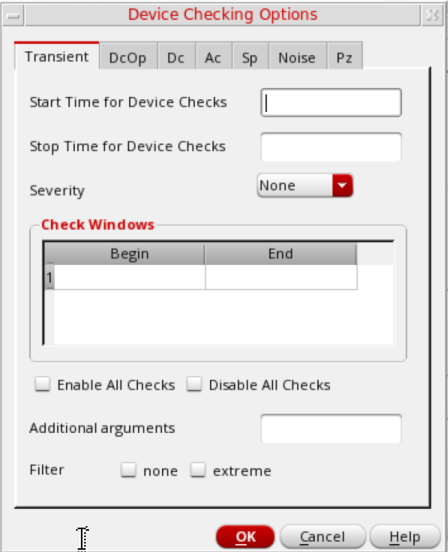 Device Checking Options
Transient DcOp Dc Ac Sp Noise Pz
Start Time for Device Checks
Stop Time for Device Checks
Severity None
Check Windows
Begin End
1
Enable All Checks Disable All Checks
Additional arguments
Filter none extreme
OK Cancel Help